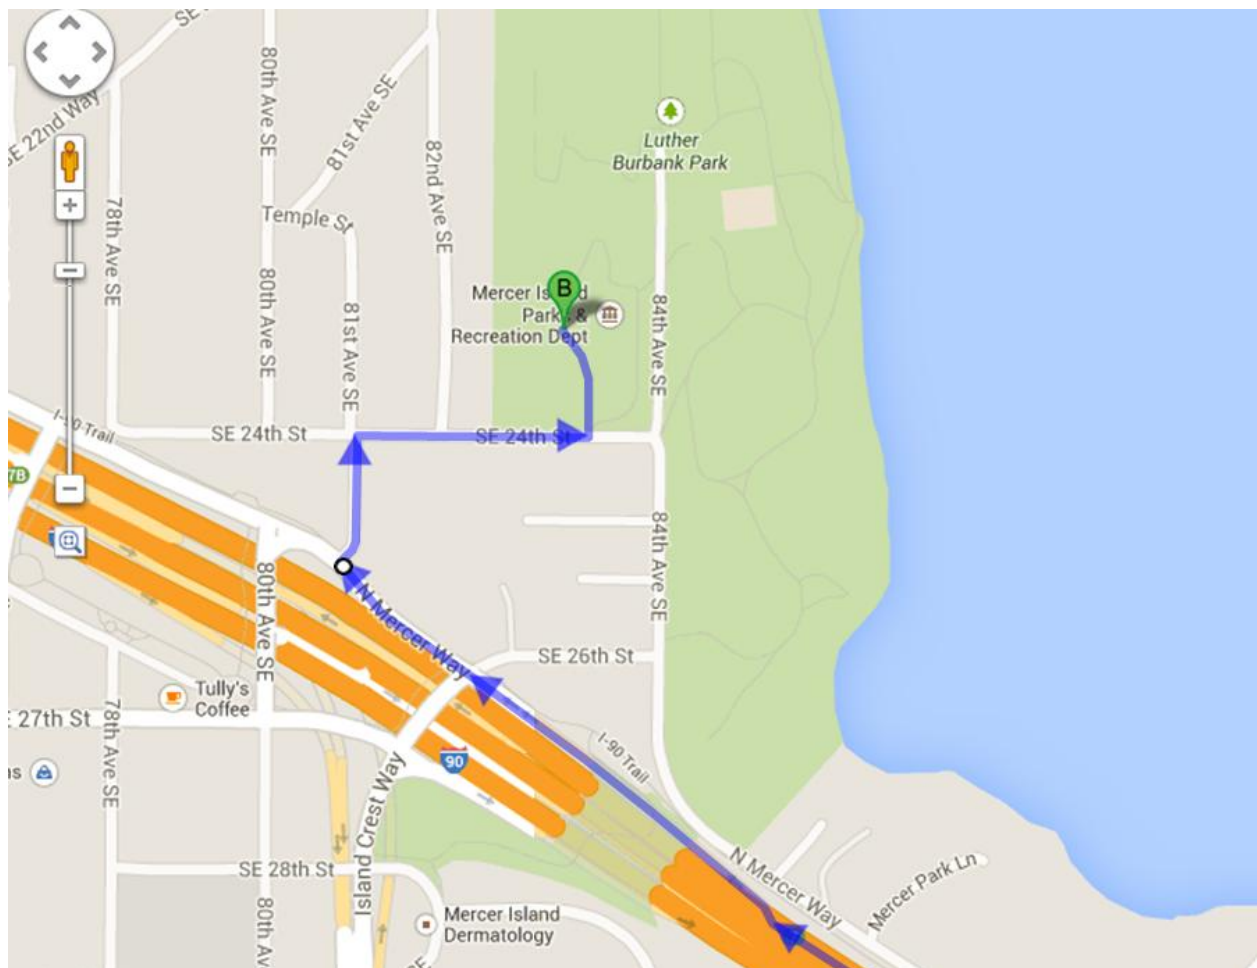 SE
80th Ave SE
81st Ave SE
SE 22nd Way
82nd Ave SE
Luther
Burbank Park
78th Ave SE
Temple St
80th Ave SE
81st Ave SE
B
Mercer Island
Parks &
Recreation Dept
84th Ave SE
I-90 Trail
SE 24th St
SE 24th St
7B
84th Ave SE
80th Ave SE
N Mercer Way
SE 26th St
Tully's
Coffee
E 27th St
78th Ave SE
90
I-90 Trail
Island Crest Way
SE 28th St
N Mercer Way
Mercer Park Ln
80th Av
Mercer Island
Dermatology
SE